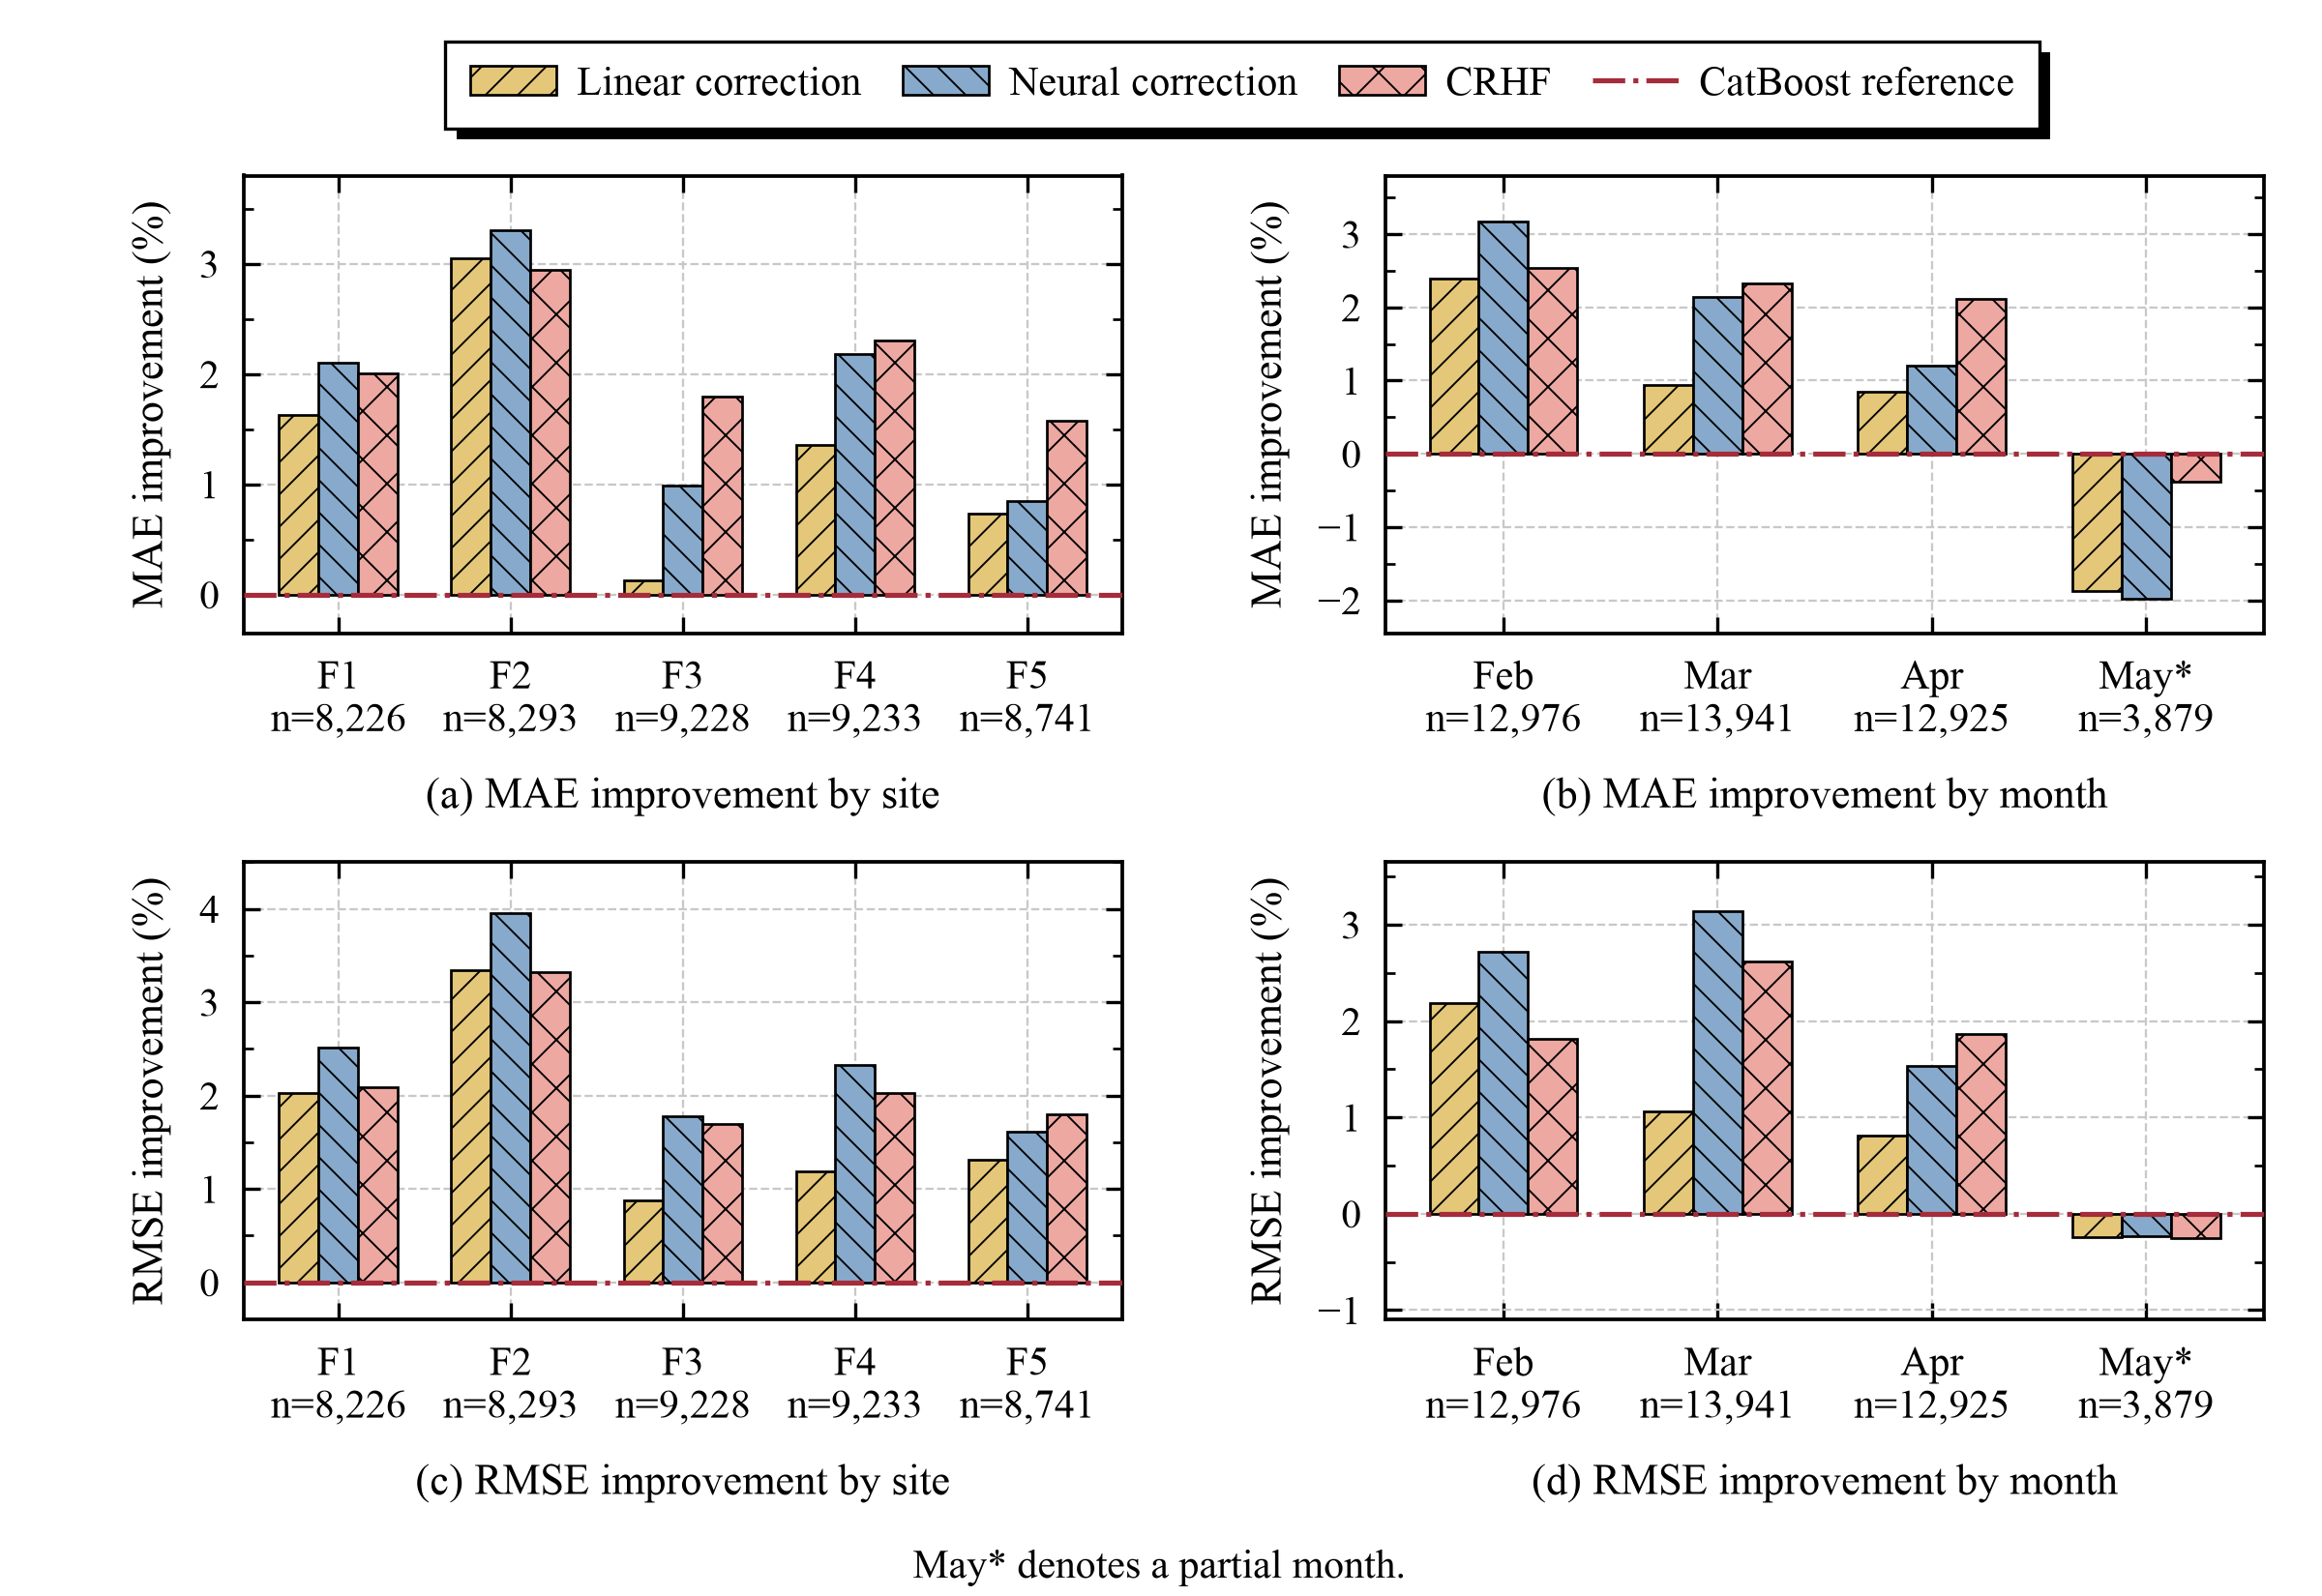 Linear correction Neural correction CRHF CatBoost reference
MAE improvement (%)
3
2
1
0
F1 F2 F3 F4 F5
n=8,226 n=8,293 n=9,228 n=9,233 n=8,741
(a) MAE improvement by site
MAE improvement (%)
3
2
1
0
−1
−2
Feb Mar Apr May*
n=12,976 n=13,941 n=12,925 n=3,879
(b) MAE improvement by month
RMSE improvement (%)
4
3
2
1
0
F1 F2 F3 F4 F5
n=8,226 n=8,293 n=9,228 n=9,233 n=8,741
(c) RMSE improvement by site
RMSE improvement (%)
3
2
1
0
−1
Feb Mar Apr May*
n=12,976 n=13,941 n=12,925 n=3,879
(d) RMSE improvement by month
May* denotes a partial month.